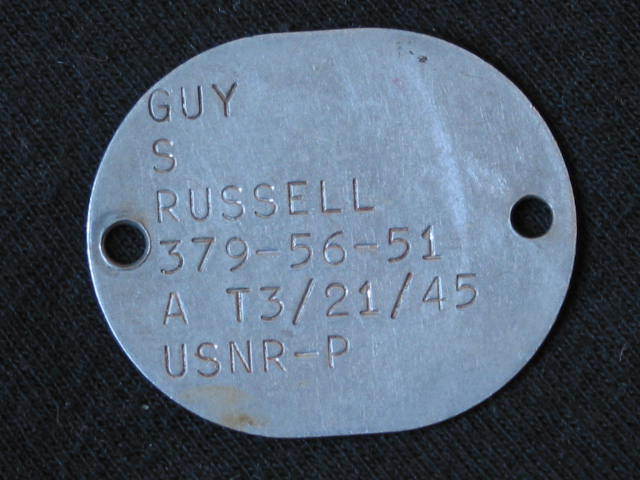 GUY
S
RUSSELL
379-56-51
A T3/21/45
USNR-P